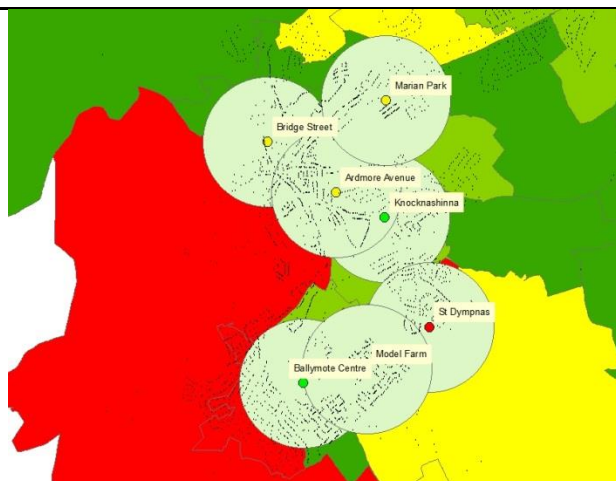 Marian Park
Bridge Street
Ardmore Avenue
Knocknashinna
St Dympnas
Model Farm
Ballymote Centre